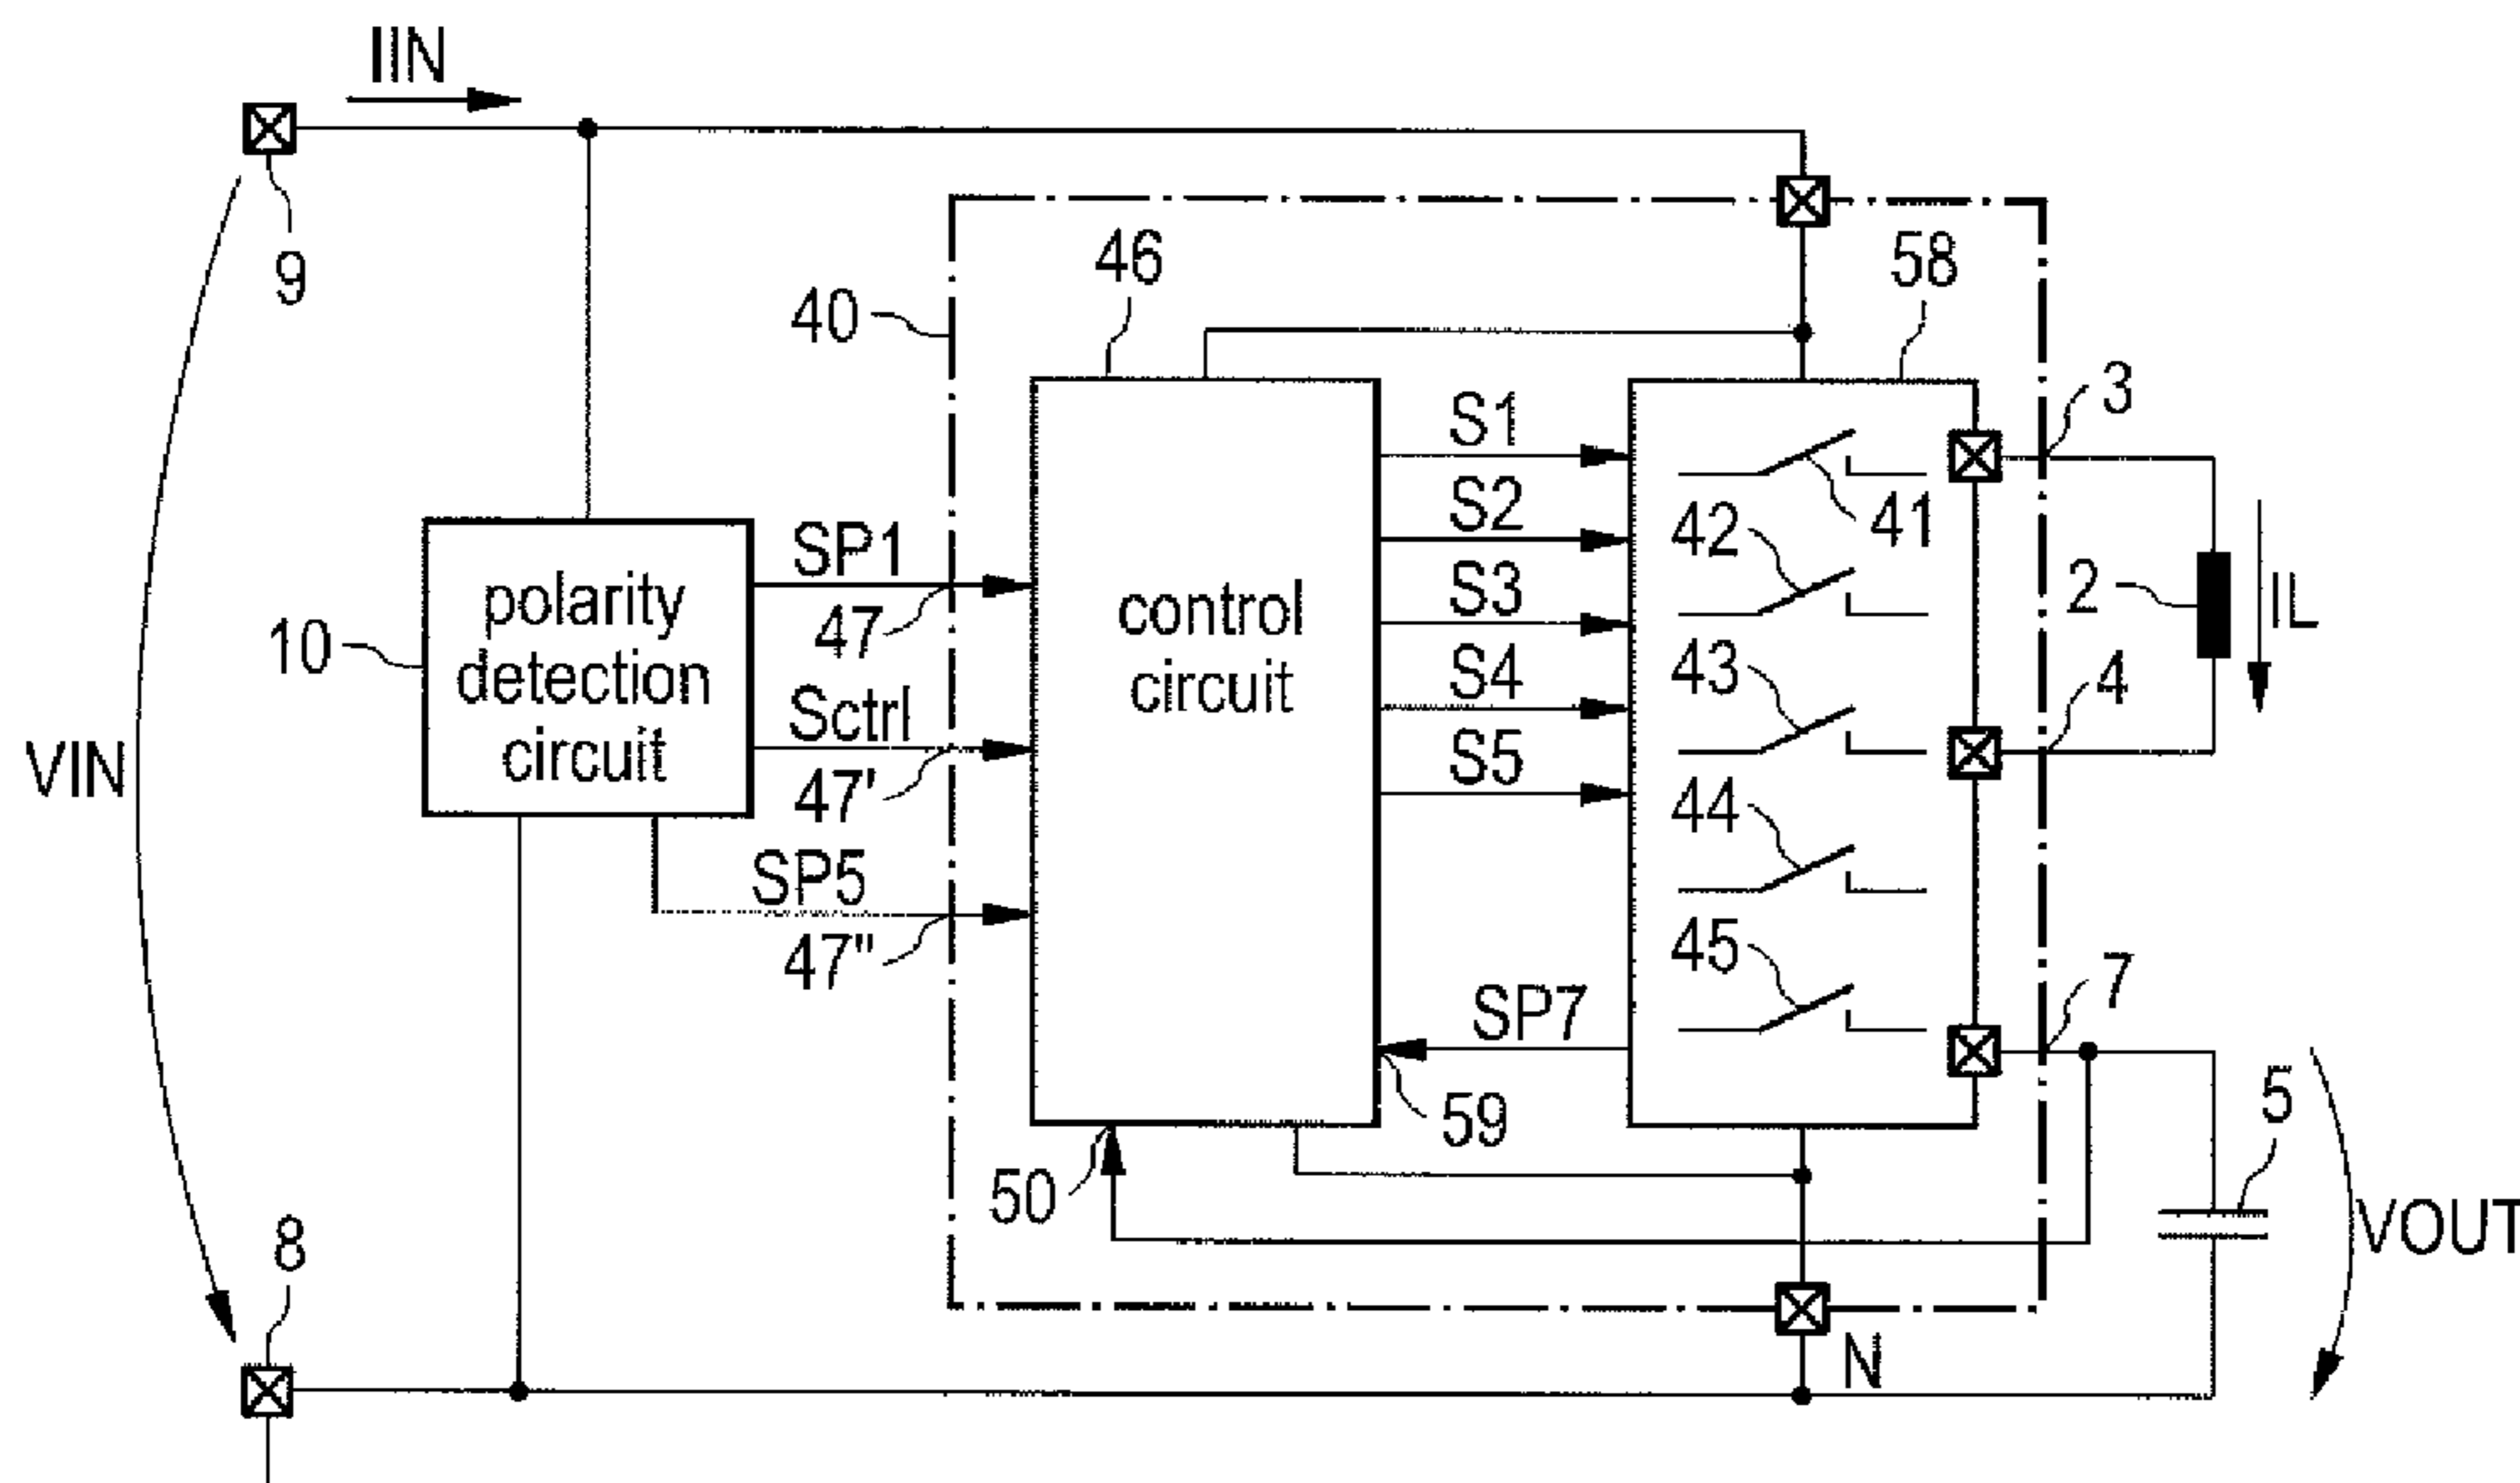 IIN
9
46
58
40
3
S1
41
S2
42
SP1
polarity
detection
circuit
10
47
control
circuit
S3
2
IL
43
S4
4
Sctrl
47'
VIN
S5
44
SP5
47"
45
SP7
7
59
5
50
8
VOUT
N